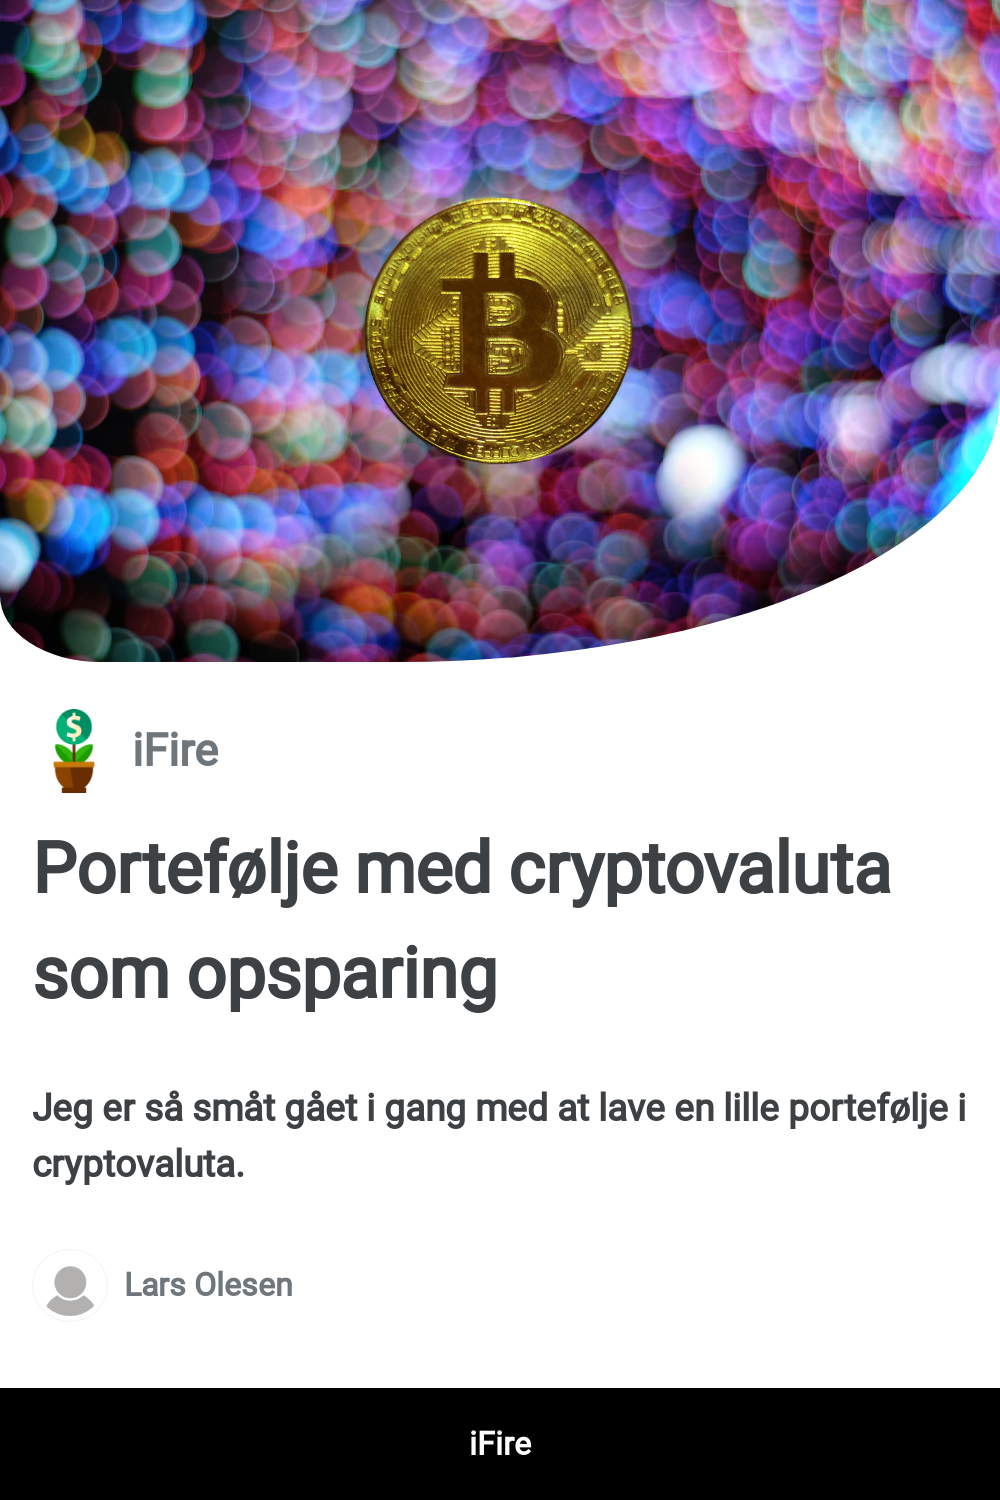 iFire
Portefølje med cryptovaluta
som opsparing
Jeg er så småt gået i gang med at lave en lille portefølje i
cryptovaluta.
Lars Olesen
iFire